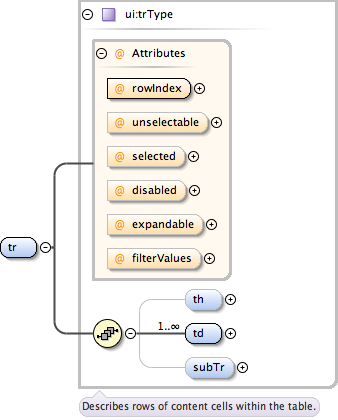 ui:trType
@ Attributes
@ rowIndex
@ unselectable
@ selected
@ disabled
@ expandable
@ filterValues
tr
th
1..∞
td
subTr
Describes rows of content cells within the table.